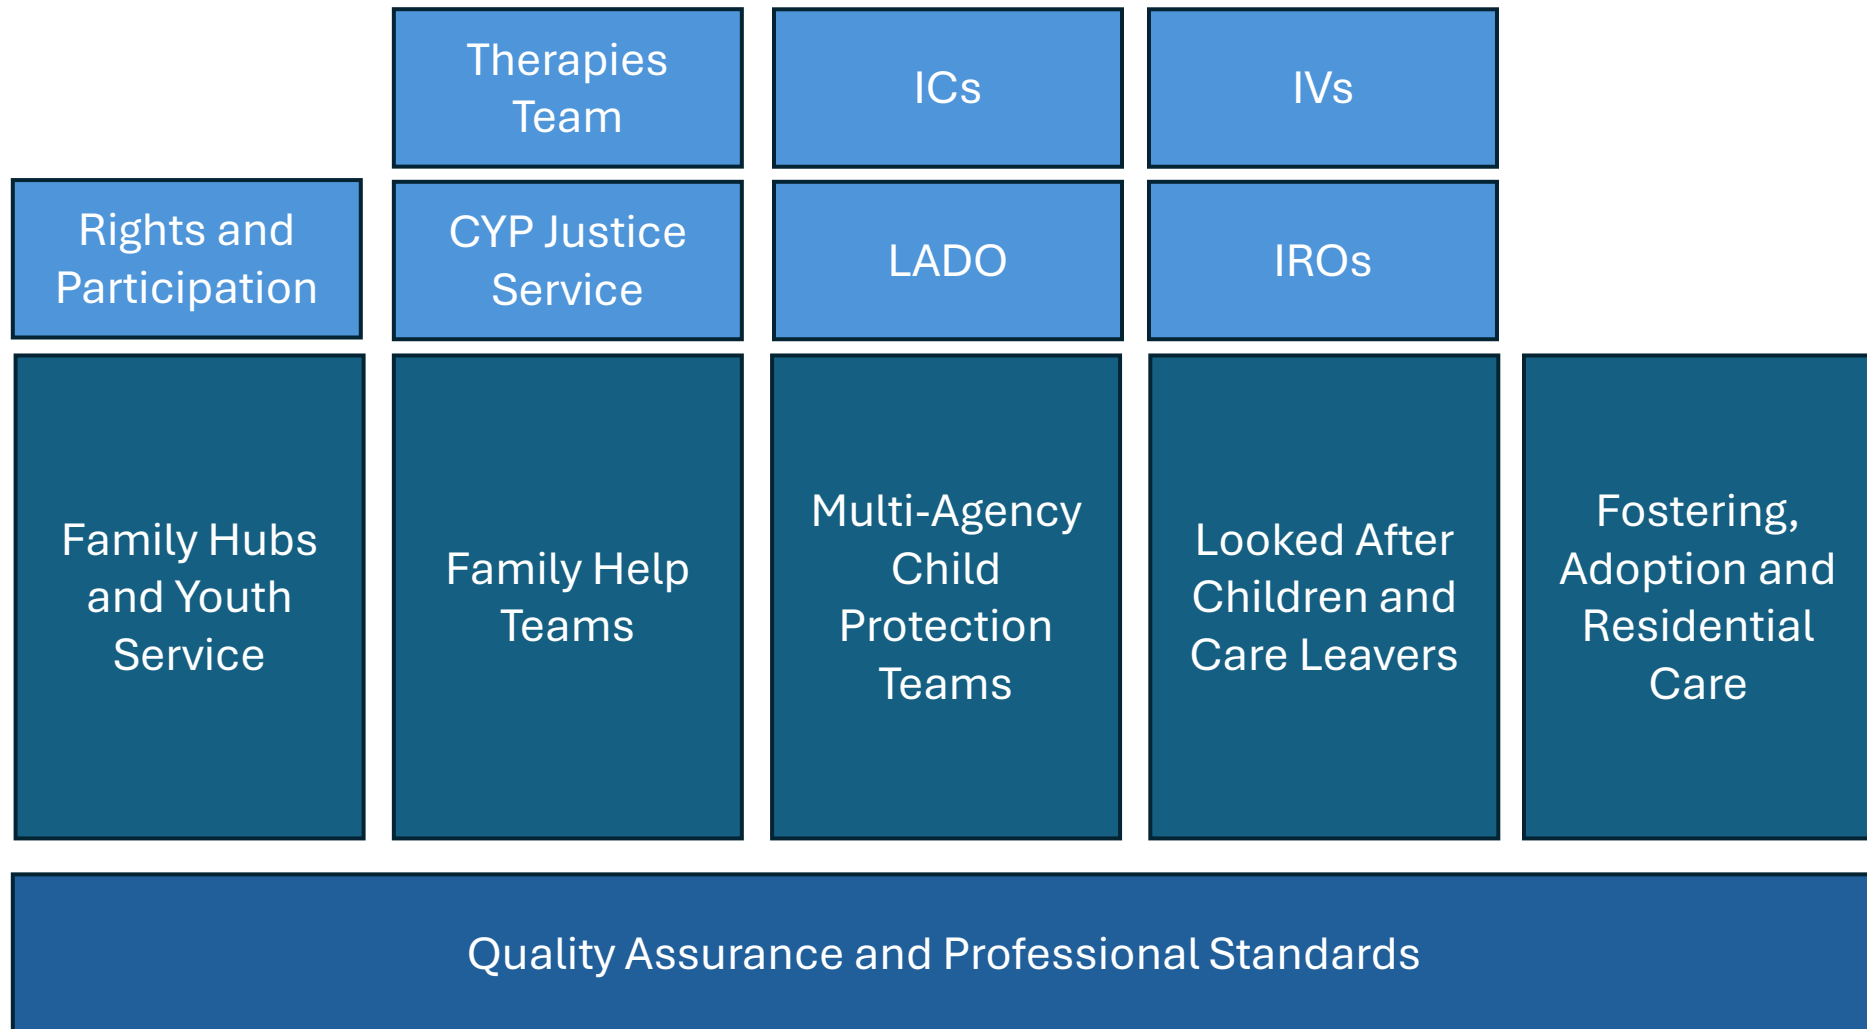 Therapies
Team
ICs
IVs
Rights and
Participation
CYP Justice
Service
LADO
IROs
Family Hubs
and Youth
Service
Family Help
Teams
Multi-Agency
Child
Protection
Teams
Looked After
Children and
Care Leavers
Fostering,
Adoption and
Residential
Care
Quality Assurance and Professional Standards